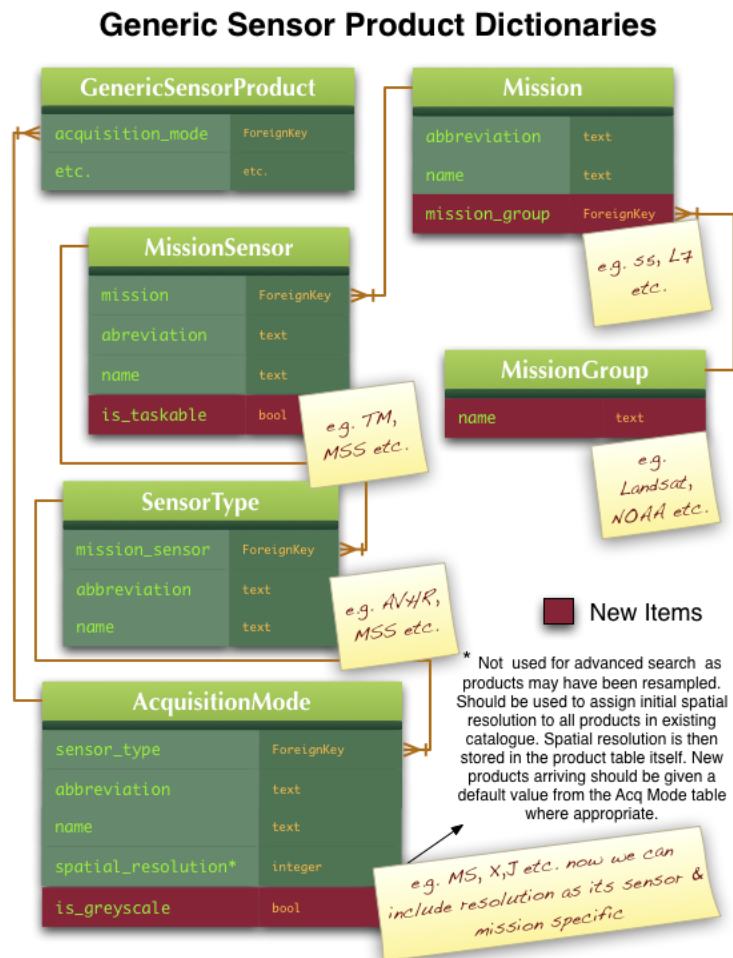 Generic Sensor Product Dictionaries
GenericSensorProduct
acquisition_mode ForeignKey
etc. etc.
Mission
abbreviation text
name text
mission_group ForeignKey
e.g. SS, L7
etc.
MissionSensor
mission ForeignKey
abreviation text
name text
is_taskable bool
e.g. TM,
MSS etc.
MissionGroup
name text
e.g.
Landsat,
NOAA etc.
SensorType
mission_sensor ForeignKey
abbreviation text
name text
e.g. AVHR,
MSS etc.
New Items
* Not used for advanced search as
products may have been resampled.
Should be used to assign initial spatial
resolution to all products in existing
catalogue. Spatial resolution is then
stored in the product table itself. New
products arriving should be given a
default value from the Acq Mode table
where appropriate.
AcquisitionMode
sensor_type ForeignKey
abbreviation text
name text
spatial_resolution* integer
is_greyscale bool
e.g. MS, X,J etc. now we can
include resolution as its sensor &
mission specific